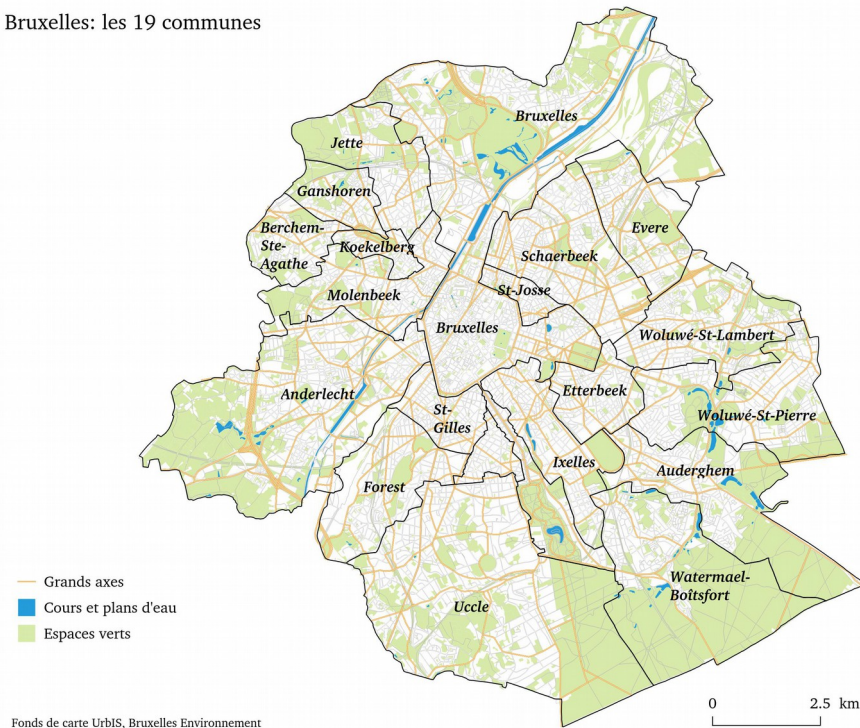 Bruxelles: les 19 communes
Bruxelles
Jette
Ganshoren
Berchem-
Ste-
Agathe
Koekelberg
Evere
Schaerbeek
St-Josse
Molenbeek
Bruxelles
Woluwé-St-Lambert
Anderlecht
Etterbeek
St-
Gilles
Woluwé-St-Pierre
Ixelles
Auderghem
Forest
Watermael-
Boîtsfort
Uccle
Grands axes
Cours et plans d'eau
Espaces verts
0 2.5 km
Fonds de carte UrbIS, Bruxelles Environnement